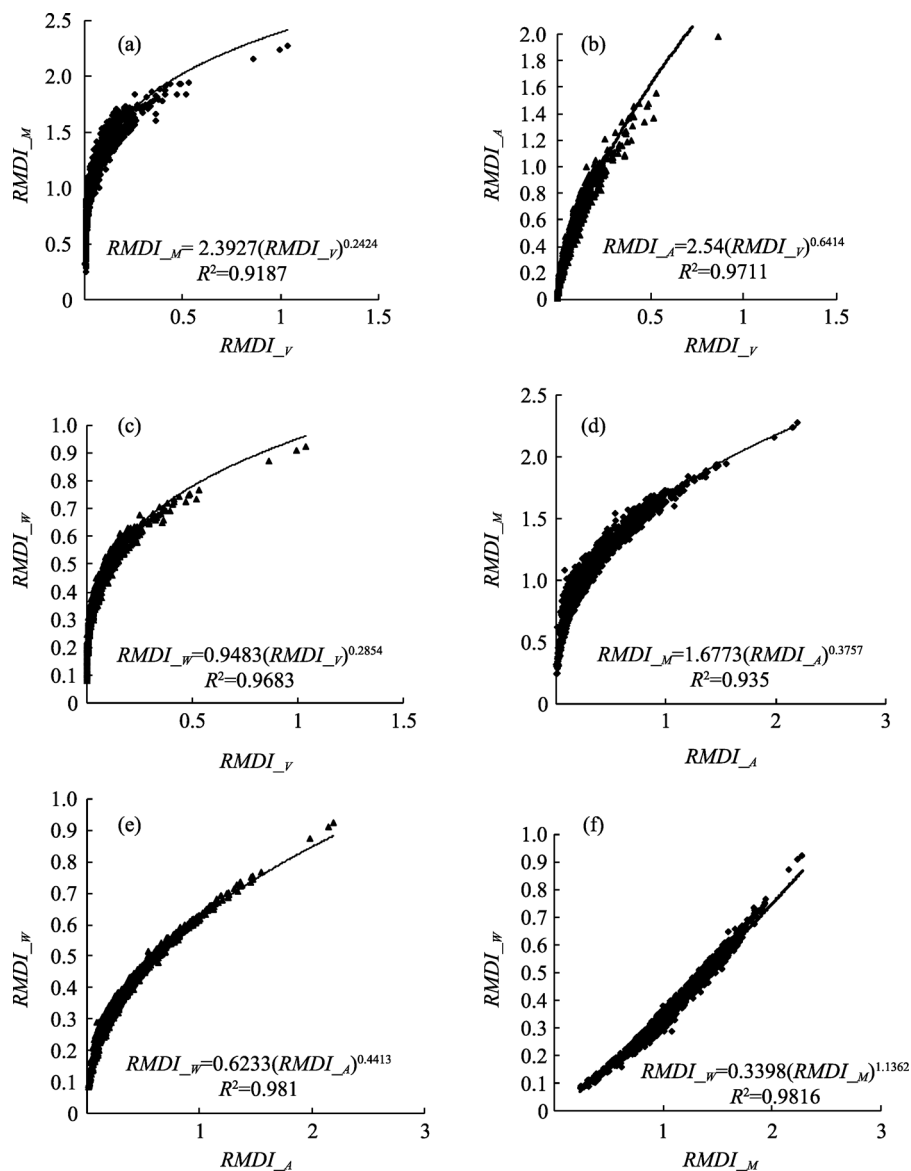 (a)
2.5
2.0
1.5
1.0
0.5
0
RMDI_M
RMDI_M= 2.3927(RMDI_V)^0.2424
R²=0.9187
0.5 1 1.5
RMDI_V
(b)
2.0
1.8
1.6
1.4
1.2
1.0
0.8
0.6
0.4
0.2
0
RMDI_A
RMDI_A=2.54(RMDI_V)^0.6414
R²=0.9711
0.5 1 1.5
RMDI_V
(c)
1.0
0.9
0.8
0.7
0.6
0.5
0.4
0.3
0.2
0.1
0
RMDI_W
RMDI_W=0.9483(RMDI_V)^0.2854
R²=0.9683
0.5 1 1.5
RMDI_V
(d)
2.5
2.0
1.5
1.0
0.5
0
RMDI_M
RMDI_M=1.6773(RMDI_A)^0.3757
R²=0.935
1 2 3
RMDI_A
(e)
1.0
0.9
0.8
0.7
0.6
0.5
0.4
0.3
0.2
0.1
0
RMDI_W
RMDI_W=0.6233(RMDI_A)^0.4413
R²=0.981
1 2 3
RMDI_A
(f)
1.0
0.9
0.8
0.7
0.6
0.5
0.4
0.3
0.2
0.1
0
RMDI_W
RMDI_W=0.3398(RMDI_M)^1.1362
R²=0.9816
1 2 3
RMDI_M